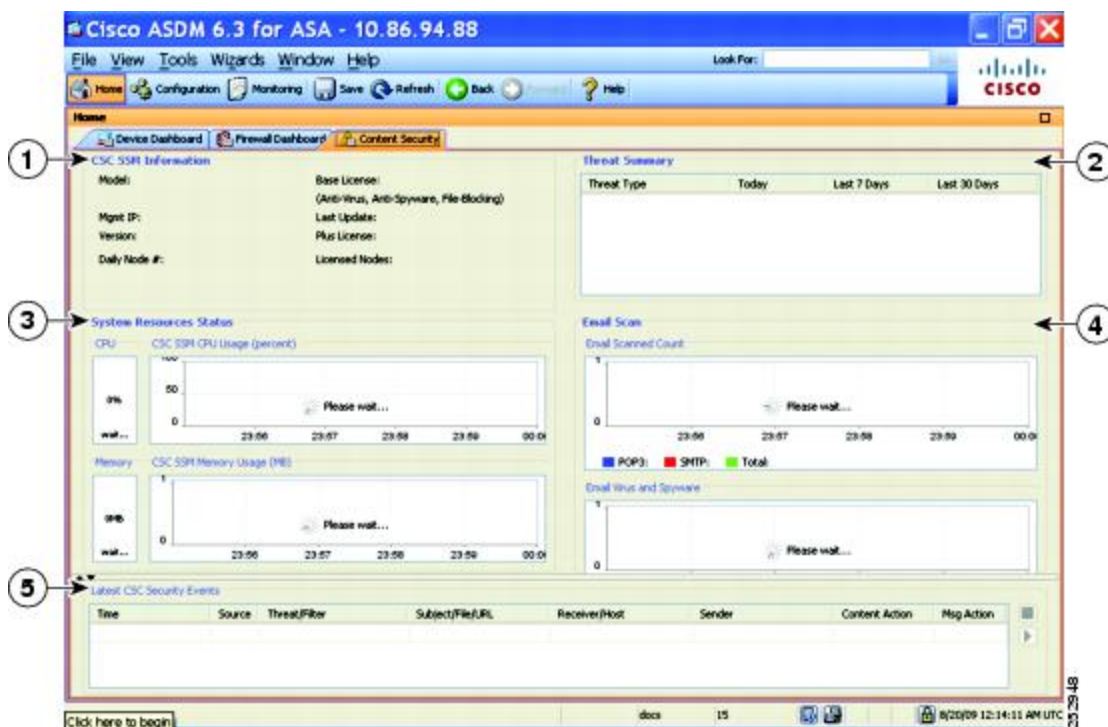 Cisco ASDM 6.3 for ASA - 10.86.94.88
File View Tools Wizards Window Help
Look For:
Home Configuration Monitoring Save Refresh Back Help
CISCO
Home
Device Dashboard Firewall Dashboard Content Security
1
CSC SSM Information
Model:
Base License:
(Anti-Virus, Anti-Spyware, File-Blocking)
Mgmt IP:
Last Update:
Version:
Plus License:
Daily Node #:
Licensed Nodes:
2
Threat Summary
Threat Type Today Last 7 Days Last 30 Days
3
System Resources Status
CPU
0%
wait...
CSC SSM CPU Usage (percent)
100
50
0
Please wait...
23:56 23:57 23:58 23:59 00:0
Memory
0MB
wait...
CSC SSM Memory Usage (MB)
1
0
Please wait...
23:56 23:57 23:58 23:59 00:0
4
Email Scan
Email Scanned Count
1
0
Please wait...
23:56 23:57 23:58 23:59 00:0
POP3: SMTP: Total:
Email Virus and Spyware
1
0
Please wait...
5
Latest CSC Security Events
Time Source Threat/Filter Subject/File/URL Receiver/Host Sender Content Action Msg Action
Click here to begin
docs 15 8/20/09 12:14:11 AM UTC
252948